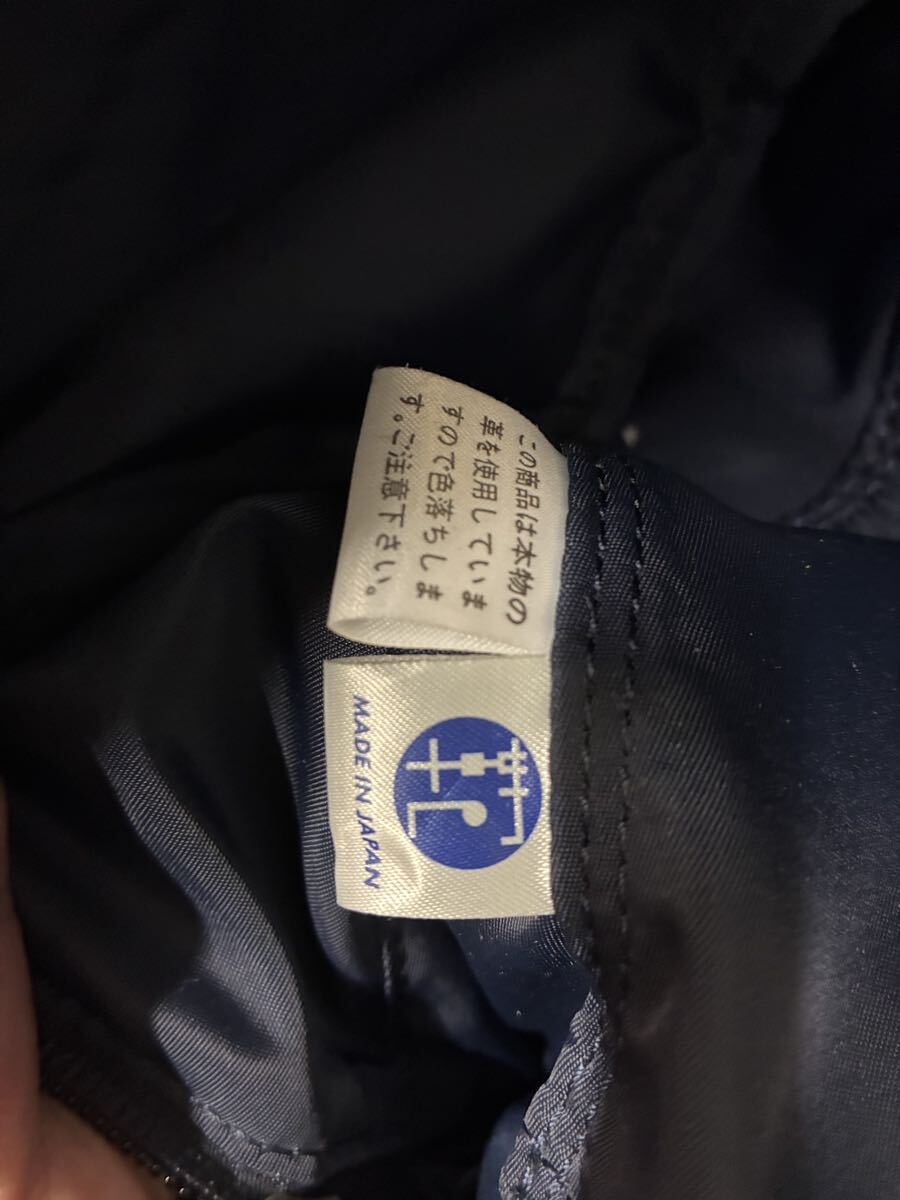 この商品は本物の
革を使用していま
すので色落ちしま
す。ご注意下さい。
鞄
MADE IN JAPAN